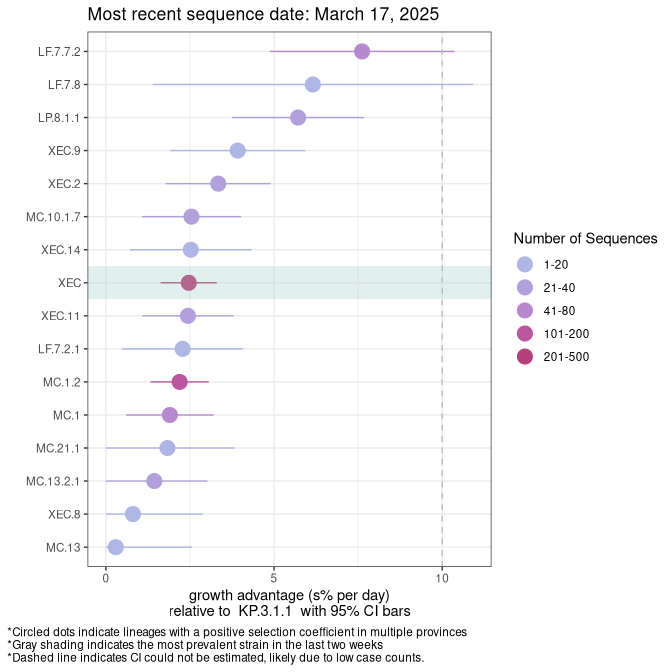 Most recent sequence date: March 17, 2025
LF.7.7.2
LF.7.8
LP.8.1.1
XEC.9
XEC.2
MC.10.1.7
XEC.14
XEC
XEC.11
LF.7.2.1
MC.1.2
MC.1
MC.21.1
MC.13.2.1
XEC.8
MC.13
0 5 10
growth advantage (s% per day)
relative to KP.3.1.1 with 95% CI bars
Number of Sequences
1-20
21-40
41-80
101-200
201-500
*Circled dots indicate lineages with a positive selection coefficient in multiple provinces
*Gray shading indicates the most prevalent strain in the last two weeks
*Dashed line indicates CI could not be estimated, likely due to low case counts.